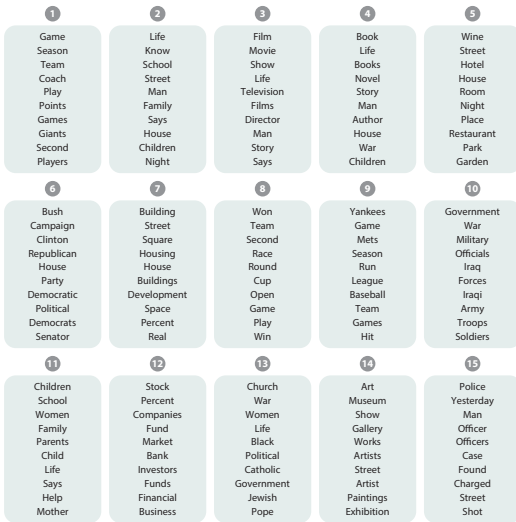 1
Game
Season
Team
Coach
Play
Points
Games
Giants
Second
Players
2
Life
Know
School
Street
Man
Family
Says
House
Children
Night
3
Film
Movie
Show
Life
Television
Films
Director
Man
Story
Says
4
Book
Life
Books
Novel
Story
Man
Author
House
War
Children
5
Wine
Street
Hotel
House
Room
Night
Place
Restaurant
Park
Garden
6
Bush
Campaign
Clinton
Republican
House
Party
Democratic
Political
Democrats
Senator
7
Building
Street
Square
Housing
House
Buildings
Development
Space
Percent
Real
8
Won
Team
Second
Race
Round
Cup
Open
Game
Play
Win
9
Yankees
Game
Mets
Season
Run
League
Baseball
Team
Games
Hit
10
Government
War
Military
Officials
Iraq
Forces
Iraqi
Army
Troops
Soldiers
11
Children
School
Women
Family
Parents
Child
Life
Says
Help
Mother
12
Stock
Percent
Companies
Fund
Market
Bank
Investors
Funds
Financial
Business
13
Church
War
Women
Life
Black
Political
Catholic
Government
Jewish
Pope
14
Art
Museum
Show
Gallery
Works
Artists
Street
Artist
Paintings
Exhibition
15
Police
Yesterday
Man
Officer
Officers
Case
Found
Charged
Street
Shot